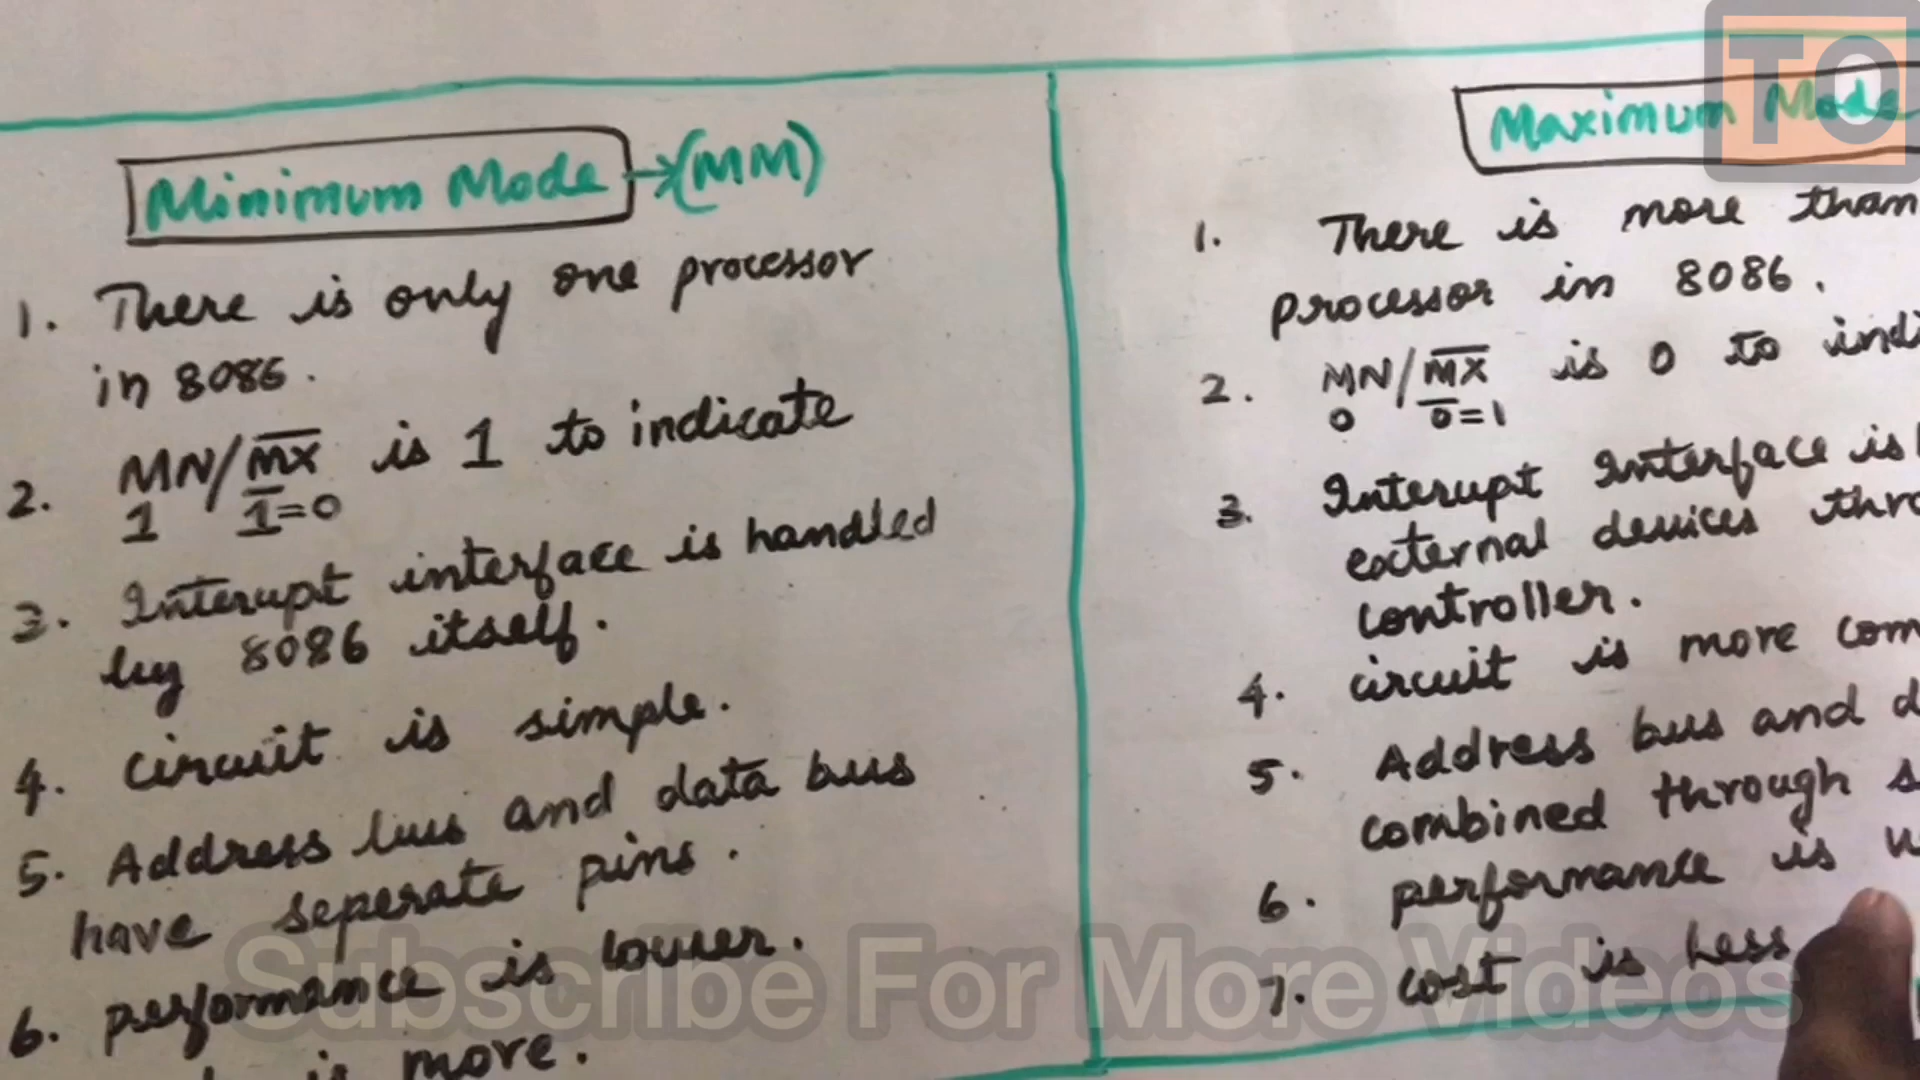 Minimum Mode →(MM)
1. There is only one processor
in 8086.
2. MN/M̅X̅ is 1 to indicate
1 1̅=0
3. Interupt interface is handled
by 8086 itself.
4. circuit is simple.
5. Address bus and data bus
have seperate pins.
6. performance is lower.
is more.
Maximum Mode
1. There is more than
processor in 8086.
2. MN/M̅X̅ is 0 to
0 0̅=1
3. Interupt Interface is
external devices
controller.
4. circuit is more
5. Address bus and
combined through
6. performance is
7. cost is Less
TO
Subscribe For More Videos